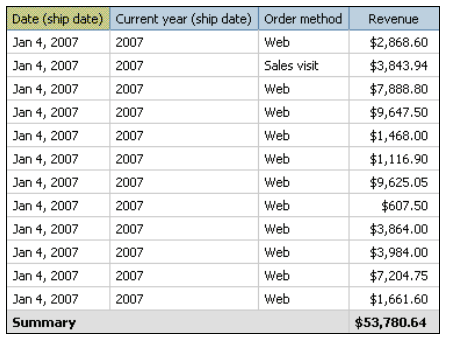 Date (ship date) Current year (ship date) Order method Revenue
Jan 4, 2007 2007 Web $2,868.60
Jan 4, 2007 2007 Sales visit $3,843.94
Jan 4, 2007 2007 Web $7,888.80
Jan 4, 2007 2007 Web $9,647.50
Jan 4, 2007 2007 Web $1,468.00
Jan 4, 2007 2007 Web $1,116.90
Jan 4, 2007 2007 Web $9,625.05
Jan 4, 2007 2007 Web $607.50
Jan 4, 2007 2007 Web $3,864.00
Jan 4, 2007 2007 Web $3,984.00
Jan 4, 2007 2007 Web $7,204.75
Jan 4, 2007 2007 Web $1,661.60
Summary $53,780.64